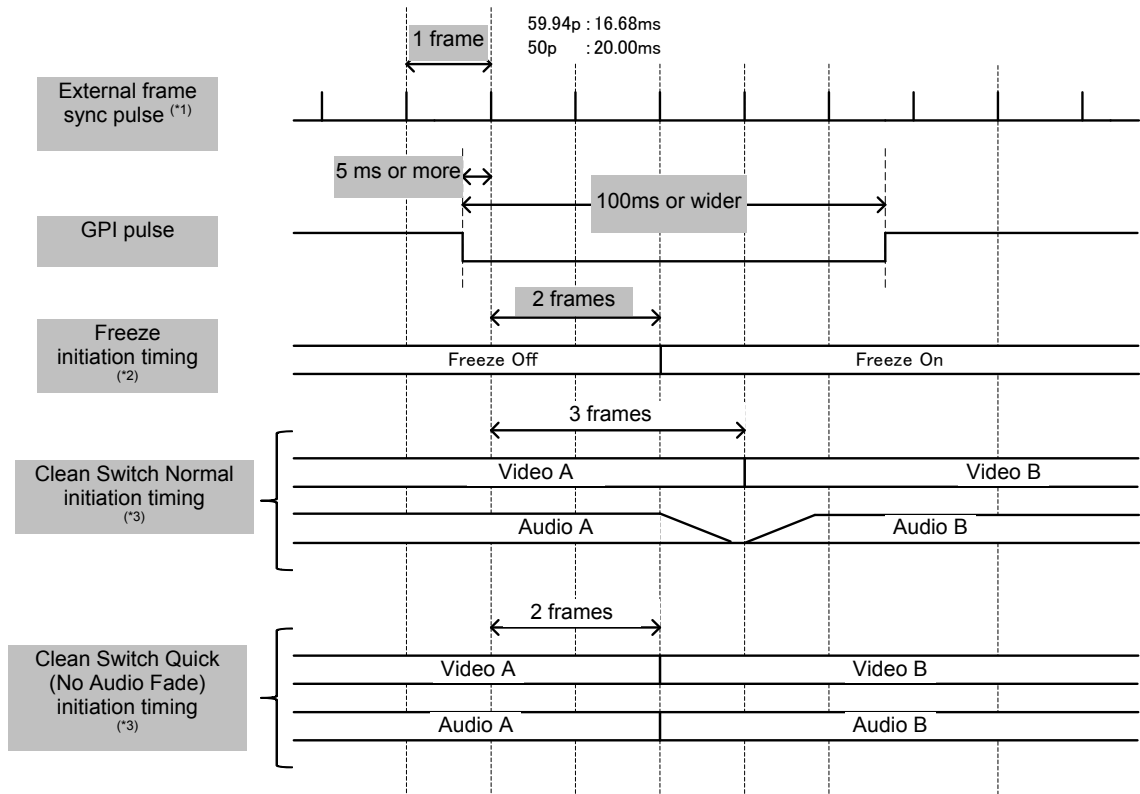 59.94p : 16.68ms
50p : 20.00ms
1 frame
External frame
sync pulse (*1)
5 ms or more
100ms or wider
GPI pulse
2 frames
Freeze
initiation timing
(*2)
Freeze Off
Freeze On
3 frames
Clean Switch Normal
initiation timing
(*3)
Video A
Video B
Audio A
Audio B
2 frames
Clean Switch Quick
(No Audio Fade)
initiation timing
(*3)
Video A
Video B
Audio A
Audio B